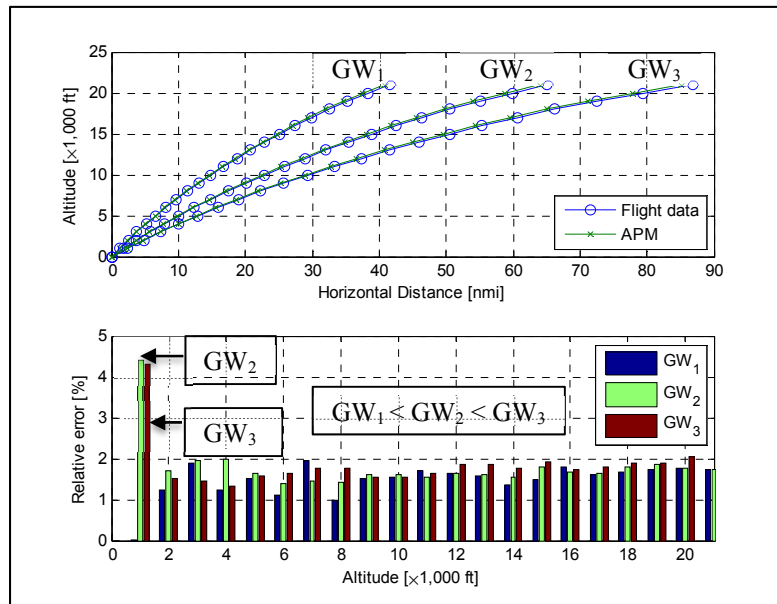 25
20
15
10
5
0
Altitude [×1,000 ft]
GW₁ GW₂ GW₃
Flight data
APM
0 10 20 30 40 50 60 70 80 90
Horizontal Distance [nmi]
5
4
3
2
1
0
Relative error [%]
GW₂
GW₃
GW₁ < GW₂ < GW₃
GW₁
GW₂
GW₃
2 4 6 8 10 12 14 16 18 20
Altitude [×1,000 ft]